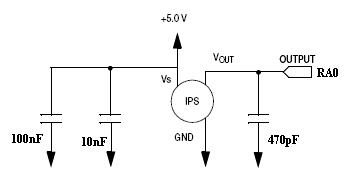 +5.0 V
VOUT
OUTPUT
RA0
Vs
IPS
100nF
10nF
GND
470pF